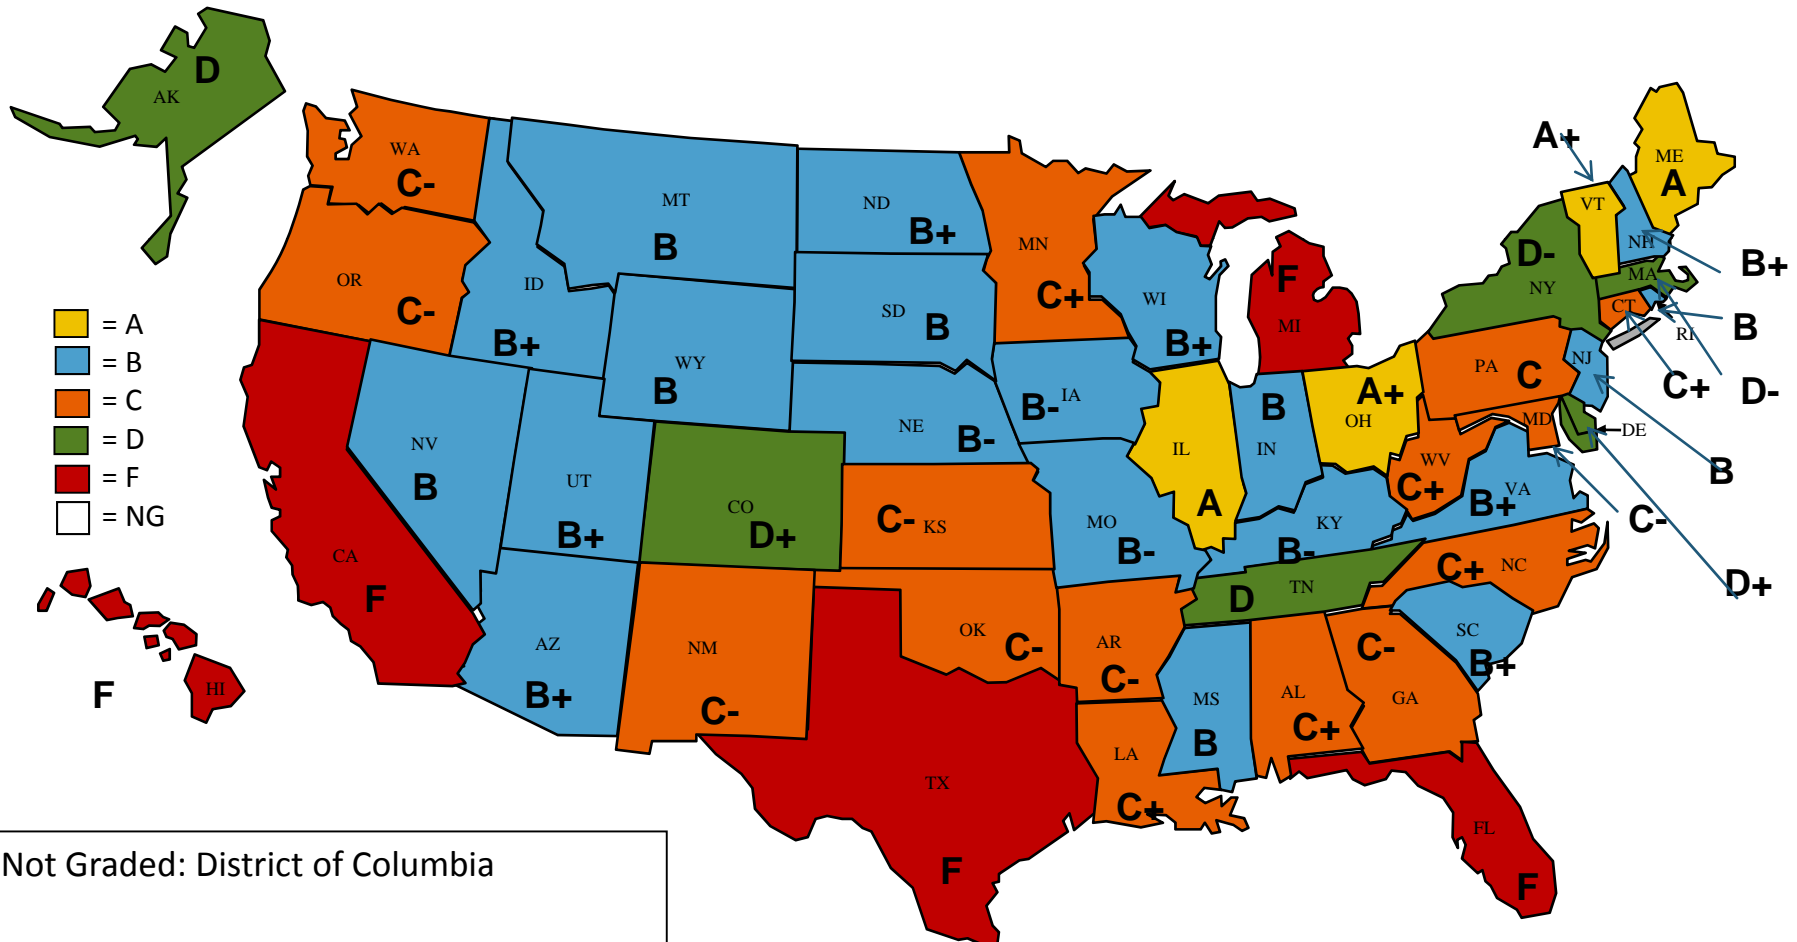 D
AK
A+
WA
C-
ME
A
MT
B
ND
B+
VT
MN
C+
NH
B+
OR
C-
ID
B+
D-
NY
F
MI
WI
B+
MA
SD
B
CT
RI
B
= A
= B
= C
= D
= F
= NG
WY
B
PA
C
NJ
C+
D-
B-
IA
B
IN
A+
OH
NE
B-
MD
DE
NV
B
IL
A
WV
C+
B
UT
B+
CO
D+
C-
KS
MO
B-
KY
B-
VA
B+
C-
CA
F
C+
NC
D+
D
TN
AZ
B+
NM
C-
OK
C-
AR
C-
SC
B+
C-
GA
HI
F
MS
B
AL
C+
LA
C+
TX
F
FL
F
Not Graded: District of Columbia